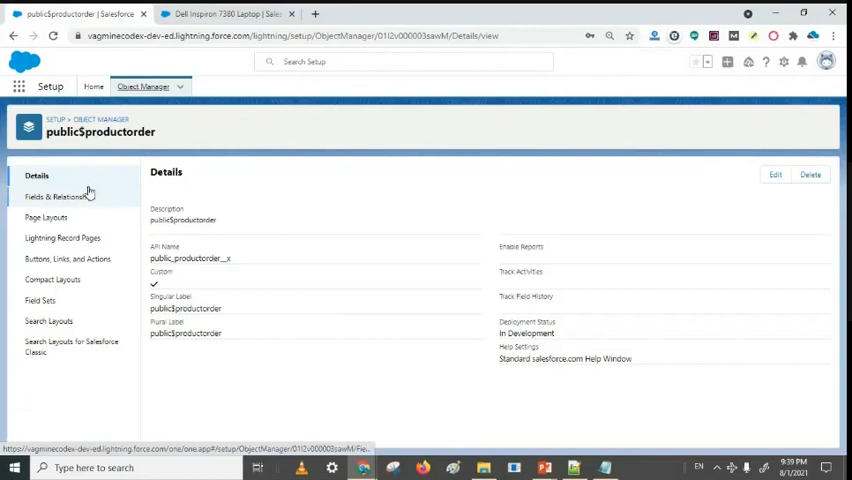 public$productorder | Salesforce
Dell Inspiron 7380 Laptop | Sales
vagminecodex-dev-ed.lightning.force.com/lightning/setup/ObjectManager/01I2v000003sawM/Details/view
Search Setup
Setup
Home
Object Manager
SETUP > OBJECT MANAGER
public$productorder
Details
Fields & Relationsh
Page Layouts
Lightning Record Pages
Buttons, Links, and Actions
Compact Layouts
Field Sets
Search Layouts
Search Layouts for Salesforce
Classic
Details
Edit
Delete
Description
public$productorder
API Name
public_productorder__x
Custom
Singular Label
public$productorder
Plural Label
public$productorder
Enable Reports
Track Activities
Track Field History
Deployment Status
In Development
Help Settings
Standard salesforce.com Help Window
https://vagminecodex-dev-ed.lightning.force.com/one/one.app#/setup/ObjectManager/01I2v000003sawM/Fie...
Type here to search
EN
9:39 PM
8/1/2021